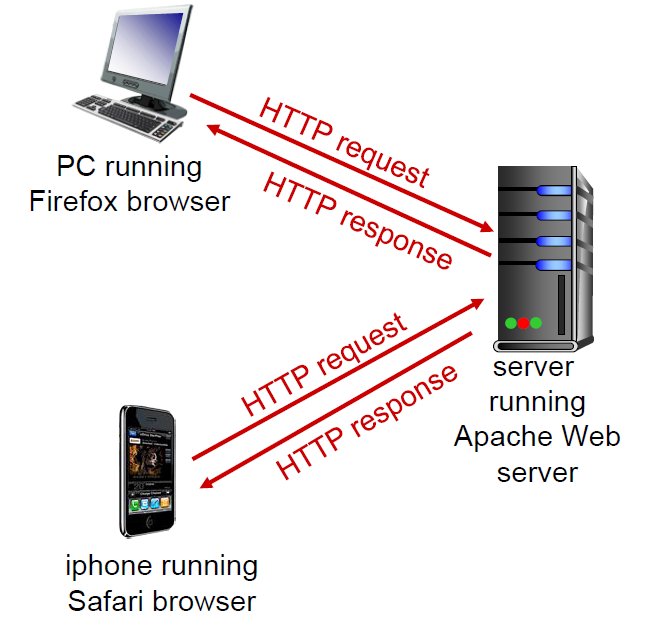 HTTP request
HTTP response
PC running
Firefox browser
HTTP request
HTTP response
server
running
Apache Web
server
iphone running
Safari browser